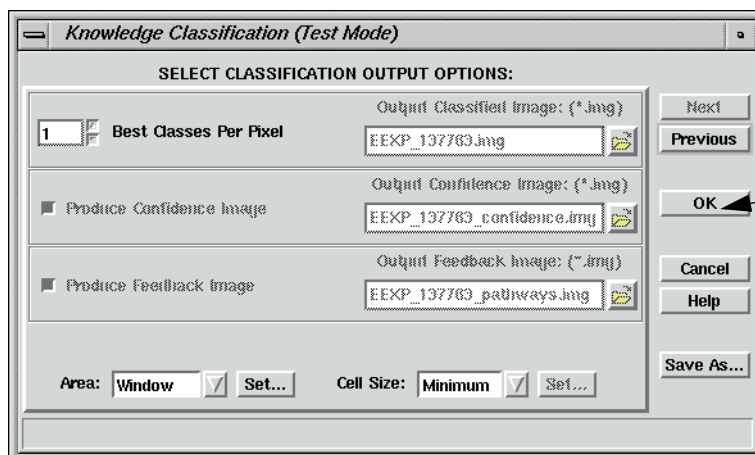 Knowledge Classification (Test Mode)
SELECT CLASSIFICATION OUTPUT OPTIONS:
1 Best Classes Per Pixel
Output Classified Image: (*.img)
EEXP_137763.img
Produce Confidence Image
Output Confidence Image: (*.img)
EEXP_137763_confidence.img
Produce Feedback Image
Output Feedback Image: (*.img)
EEXP_137763_pathways.img
Area: Window Set... Cell Size: Minimum Set...
Next
Previous
OK
Cancel
Help
Save As...